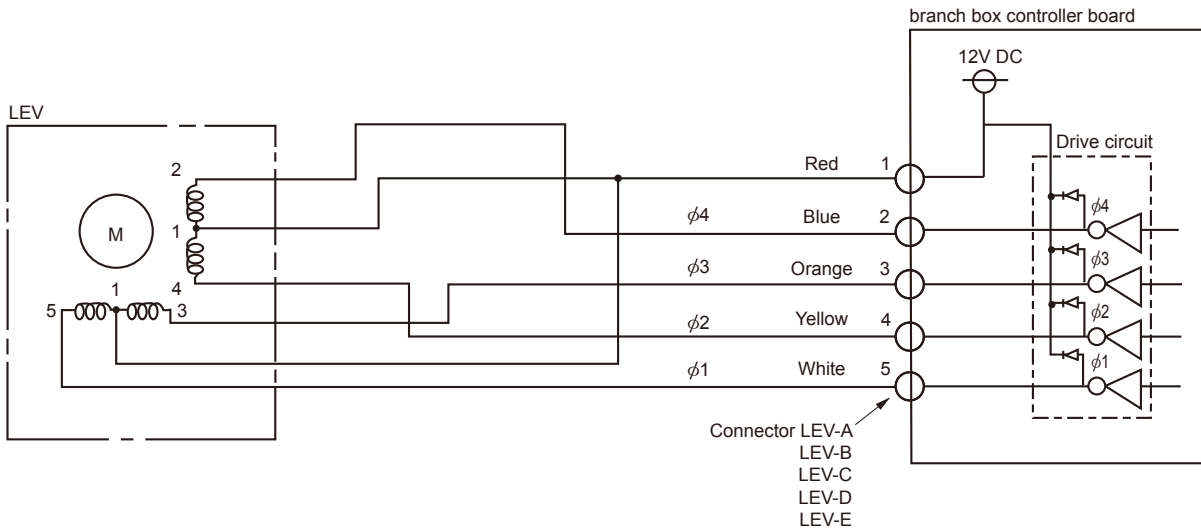 branch box controller board
12V DC
LEV
Drive circuit
2
Red 1
ϕ4 Blue 2 ϕ4
M 1
ϕ3 Orange 3 ϕ3
4
5 1 3
ϕ2 Yellow 4 ϕ2
ϕ1 White 5 ϕ1
Connector LEV-A
LEV-B
LEV-C
LEV-D
LEV-E